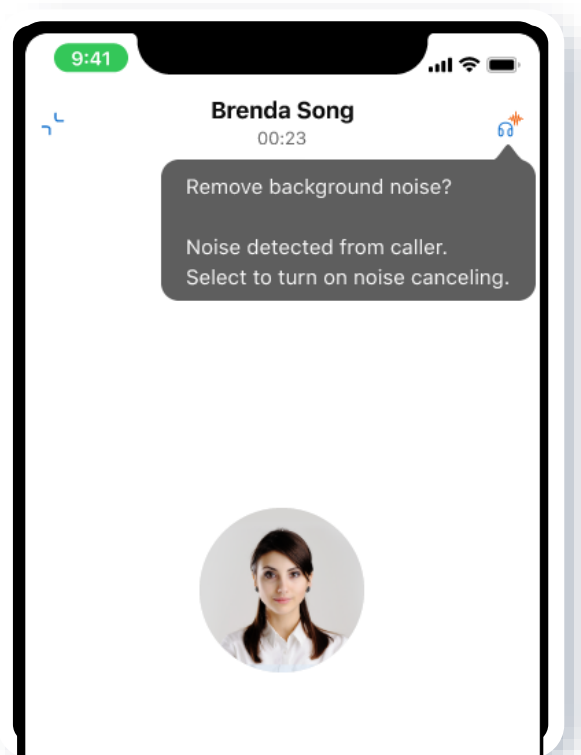 9:41
Brenda Song
00:23
Remove background noise?
Noise detected from caller.
Select to turn on noise canceling.